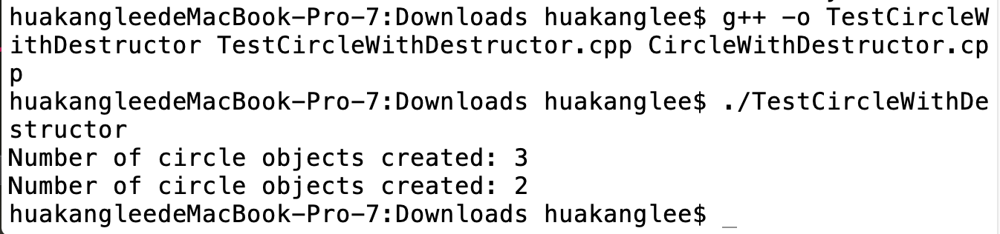 huakangleedeMacBook-Pro-7:Downloads huakanglee$ g++ -o TestCircleW
ithDestructor TestCircleWithDestructor.cpp CircleWithDestructor.cp
p
huakangleedeMacBook-Pro-7:Downloads huakanglee$ ./TestCircleWithDe
structor
Number of circle objects created: 3
Number of circle objects created: 2
huakangleedeMacBook-Pro-7:Downloads huakanglee$ _